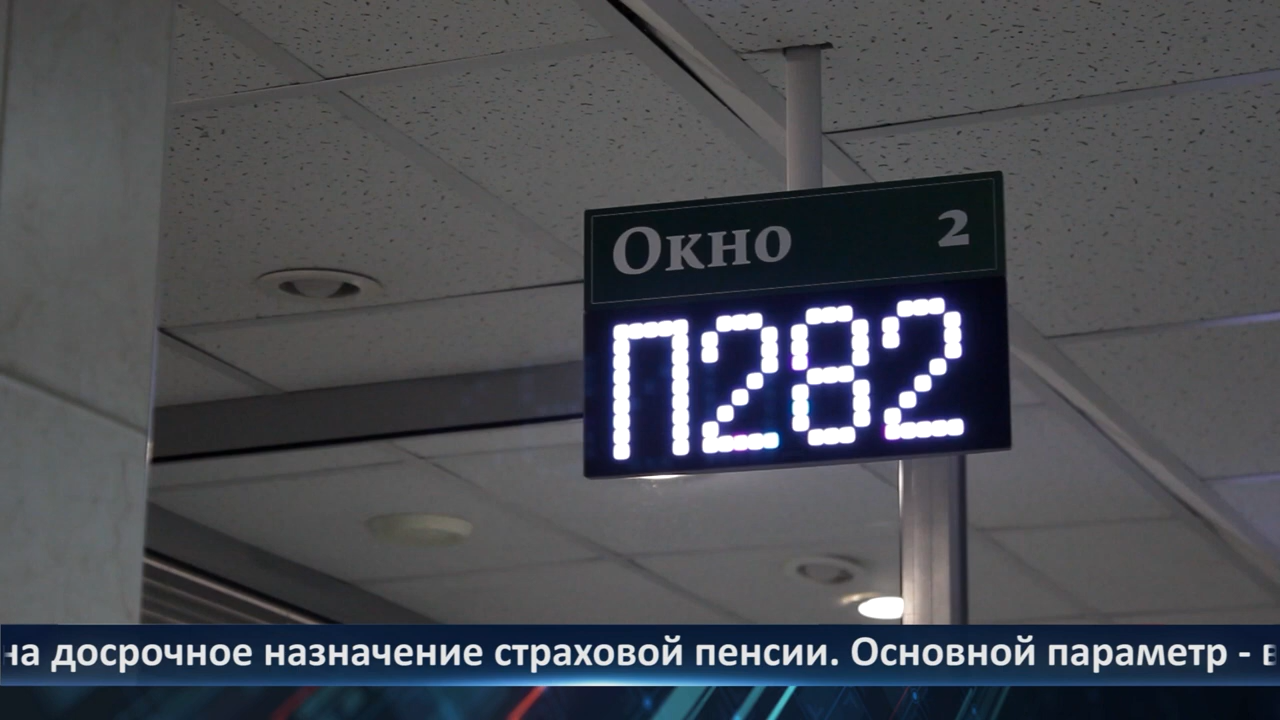 Окно 2
П282
на досрочное назначение страховой пенсии. Основной параметр - в